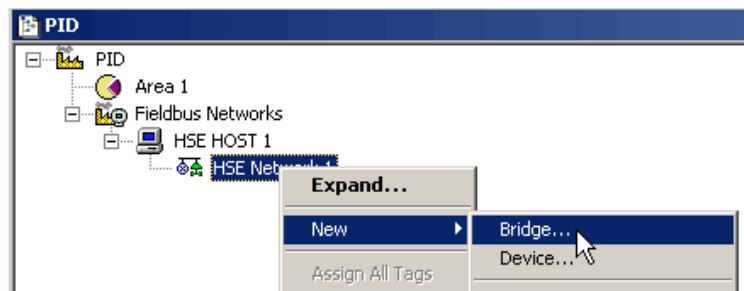 PID
PID
Area 1
Fieldbus Networks
HSE HOST 1
HSE Network 1
Expand...
New
Bridge...
Device...
Assign All Tags